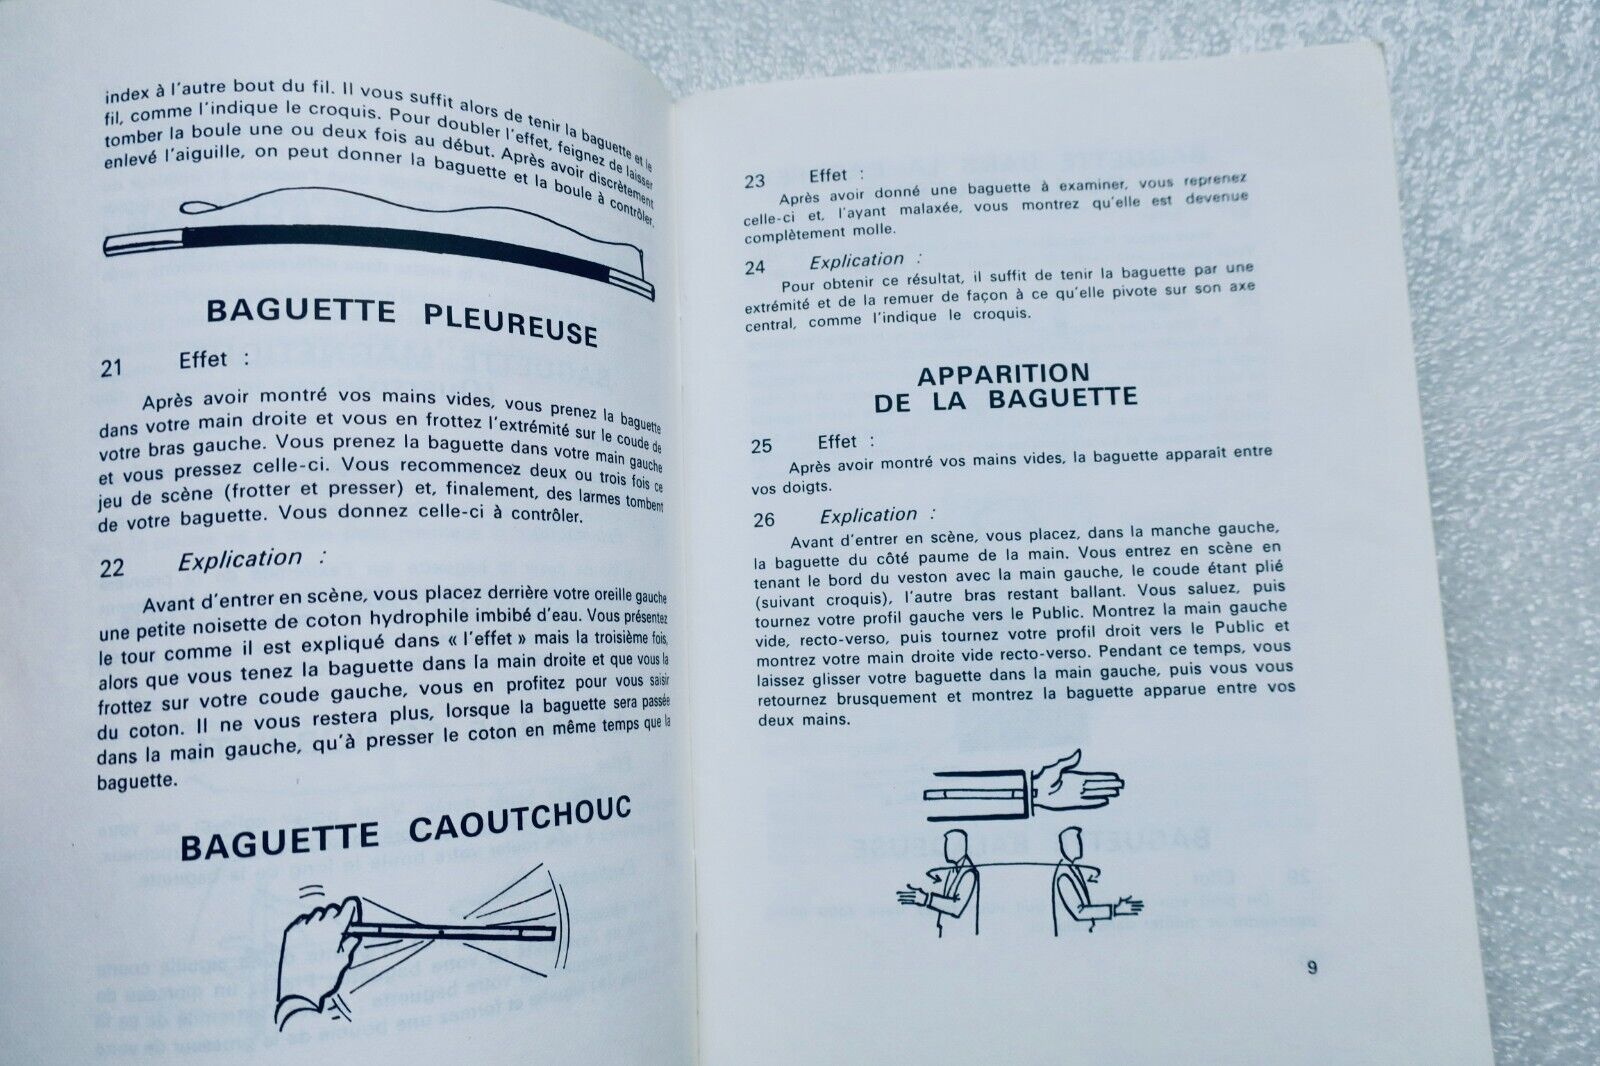 index à l'autre bout du fil. Il vous suffit alors de tenir la baguette et le
fil, comme l'indique le croquis. Pour doubler l'effet, feignez de laisser
tomber la boule une ou deux fois au début. Après avoir discrètement
enlevé l'aiguille, on peut donner la baguette et la boule à contrôler.
BAGUETTE PLEUREUSE
21 Effet :
Après avoir montré vos mains vides, vous prenez la baguette
dans votre main droite et vous en frottez l'extrémité sur le coude de
votre bras gauche. Vous prenez la baguette dans votre main gauche
et vous pressez celle-ci. Vous recommencez deux ou trois fois ce
jeu de scène (frotter et presser) et, finalement, des larmes tombent
de votre baguette. Vous donnez celle-ci à contrôler.
22 Explication :
Avant d'entrer en scène, vous placez derrière votre oreille gauche
une petite noisette de coton hydrophile imbibé d'eau. Vous présentez
le tour comme il est expliqué dans « l'effet » mais la troisième fois,
alors que vous tenez la baguette dans la main droite et que vous la
frottez sur votre coude gauche, vous en profitez pour vous saisir
du coton. Il ne vous restera plus, lorsque la baguette sera passée
dans la main gauche, qu'à presser le coton en même temps que la
baguette.
BAGUETTE CAOUTCHOUC
23 Effet :
Après avoir donné une baguette à examiner, vous reprenez
celle-ci et, l'ayant malaxée, vous montrez qu'elle est devenue
complètement molle.
24 Explication :
Pour obtenir ce résultat, il suffit de tenir la baguette par une
extrémité et de la remuer de façon à ce qu'elle pivote sur son axe
central, comme l'indique le croquis.
APPARITION
DE LA BAGUETTE
25 Effet :
Après avoir montré vos mains vides, la baguette apparaît entre
vos doigts.
26 Explication :
Avant d'entrer en scène, vous placez, dans la manche gauche,
la baguette du côté paume de la main. Vous entrez en scène en
tenant le bord du veston avec la main gauche, le coude étant plié
(suivant croquis), l'autre bras restant ballant. Vous saluez, puis
tournez votre profil gauche vers le Public. Montrez la main gauche
vide, recto-verso, puis tournez votre profil droit vers le Public et
montrez votre main droite vide recto-verso. Pendant ce temps, vous
laissez glisser votre baguette dans la main gauche, puis vous vous
retournez brusquement et montrez la baguette apparue entre vos
deux mains.
9